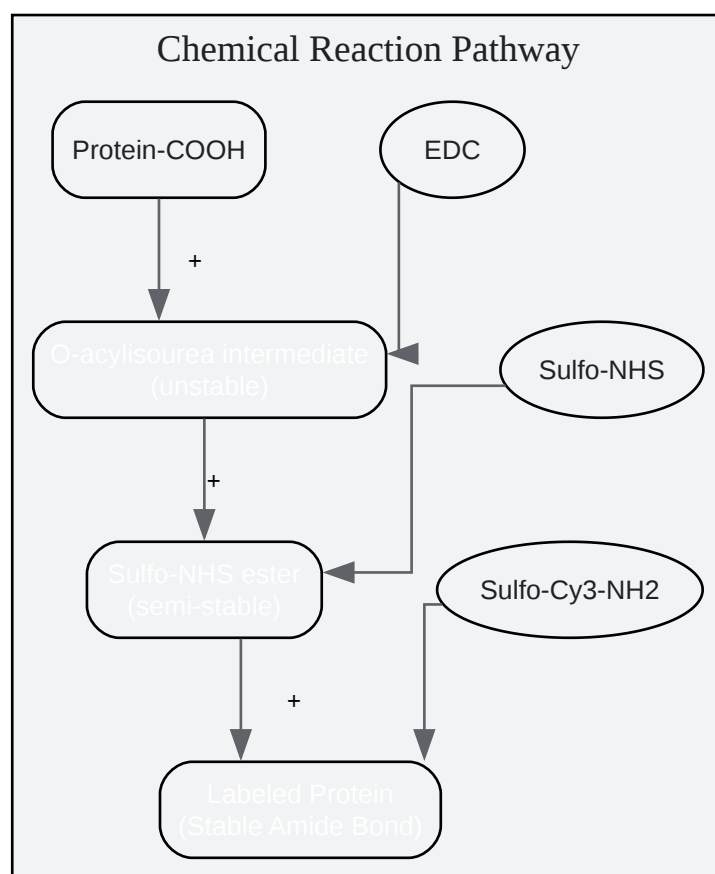 Chemical Reaction Pathway
Protein-COOH
EDC
+
O-acylisourea intermediate
(unstable)
Sulfo-NHS
+
Sulfo-NHS ester
(semi-stable)
Sulfo-Cy3-NH2
+
Labeled Protein
(Stable Amide Bond)